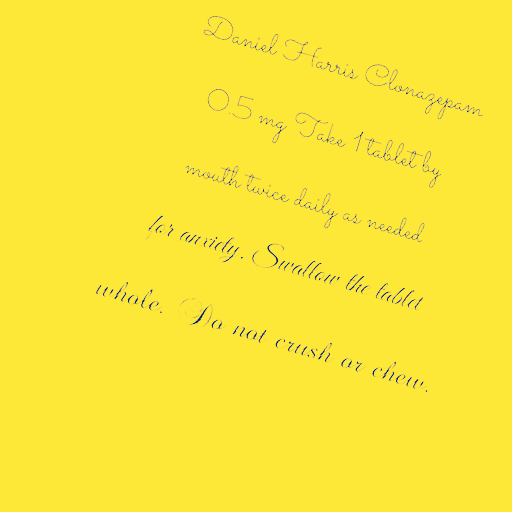 Daniel Harris Clonazepam
0.5 mg Take 1 tablet by
mouth twice daily as needed
for anxiety. Swallow the tablet
whole. Do not crush or chew.